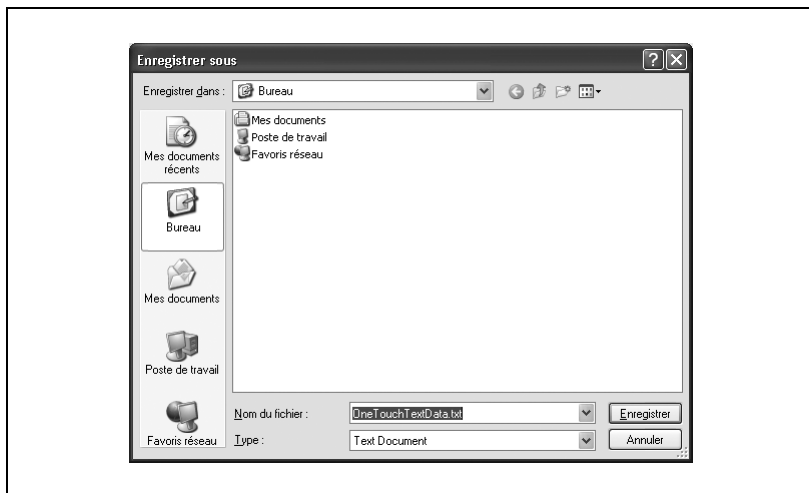 Enregistrer sous
Enregistrer dans :
Bureau
Mes documents
Poste de travail
Favoris réseau
Mes documents
récents
Bureau
Mes documents
Poste de travail
Favoris réseau
Nom du fichier :
OneTouchTextData.txt
Enregistrer
Type :
Text Document
Annuler